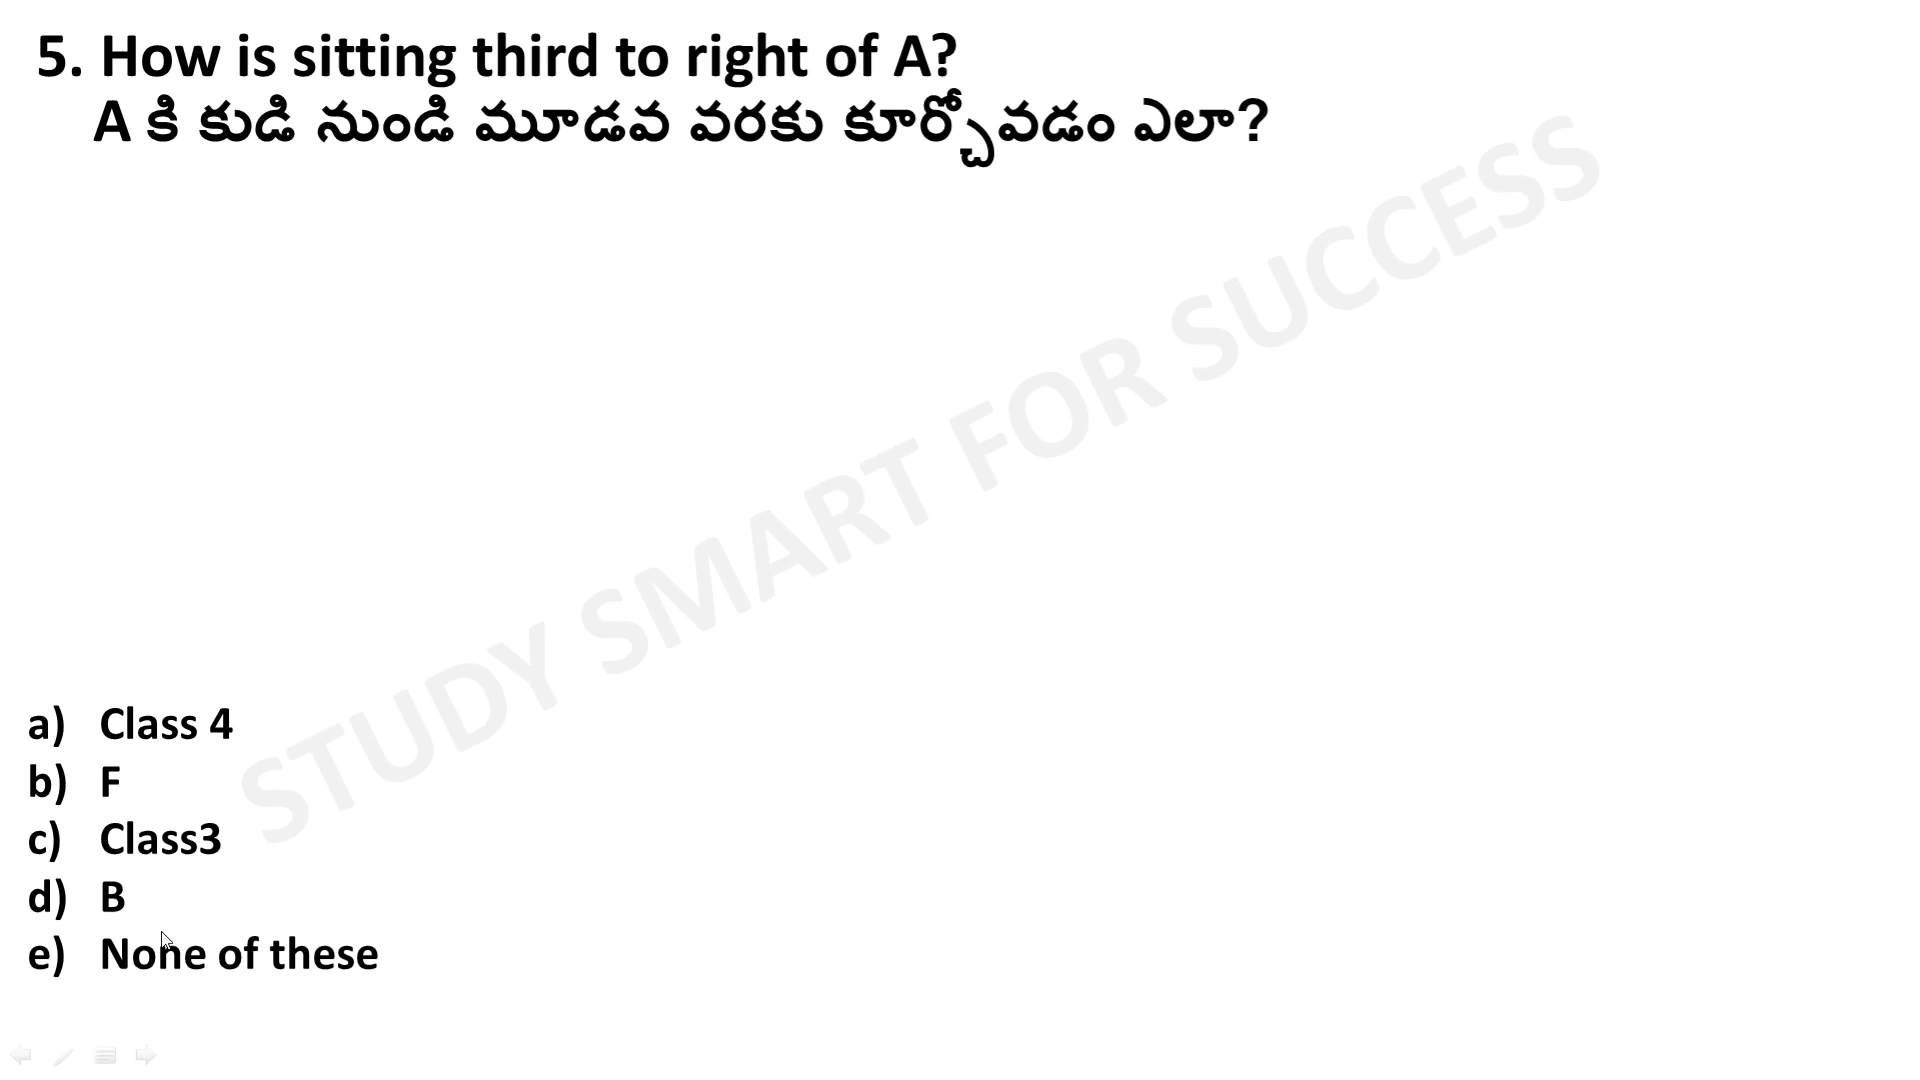 5. How is sitting third to right of A?
A కి కుడి నుండి మూడవ వరకు కూర్చోవడం ఎలా?
STUDY SMART FOR SUCCESS
a) Class 4
b) F
c) Class3
d) B
e) None of these